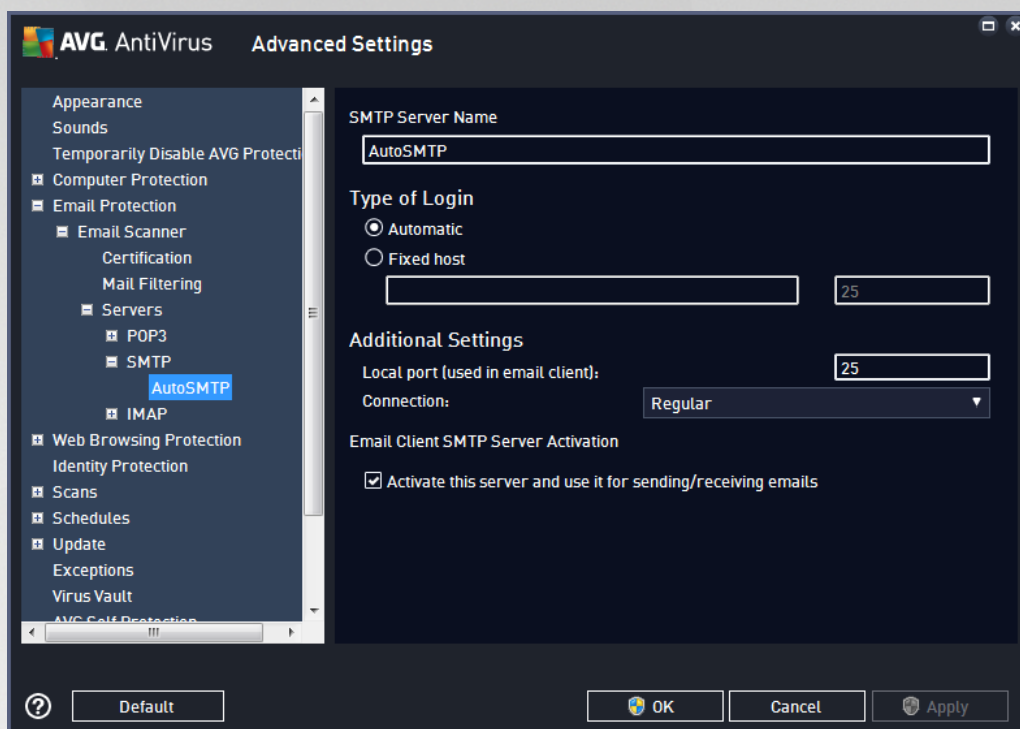 AVG. AntiVirus Advanced Settings
Appearance
Sounds
Temporarily Disable AVG Protecti
Computer Protection
Email Protection
Email Scanner
Certification
Mail Filtering
Servers
POP3
SMTP
AutoSMTP
IMAP
Web Browsing Protection
Identity Protection
Scans
Schedules
Update
Exceptions
Virus Vault
AVG Self Protection
SMTP Server Name
AutoSMTP
Type of Login
Automatic
Fixed host
25
Additional Settings
Local port (used in email client): 25
Connection: Regular
Email Client SMTP Server Activation
Activate this server and use it for sending/receiving emails
? Default OK Cancel Apply